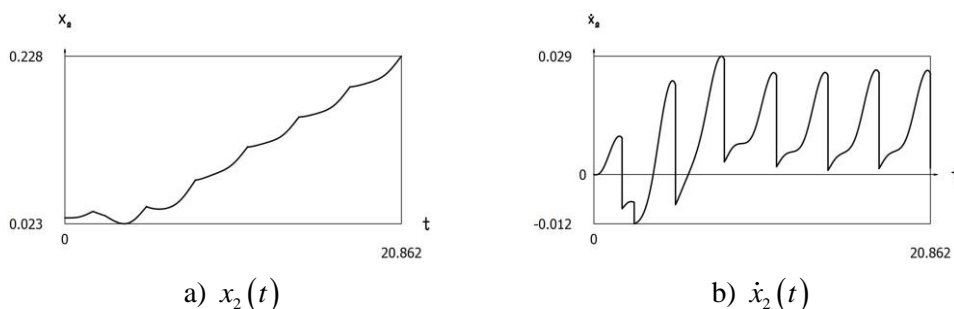 x₂ ẋ₂
0.228 0.029
0
0.023 t -0.012
0 0
20.862 20.862
a) x₂(t) b) ẋ₂(t)